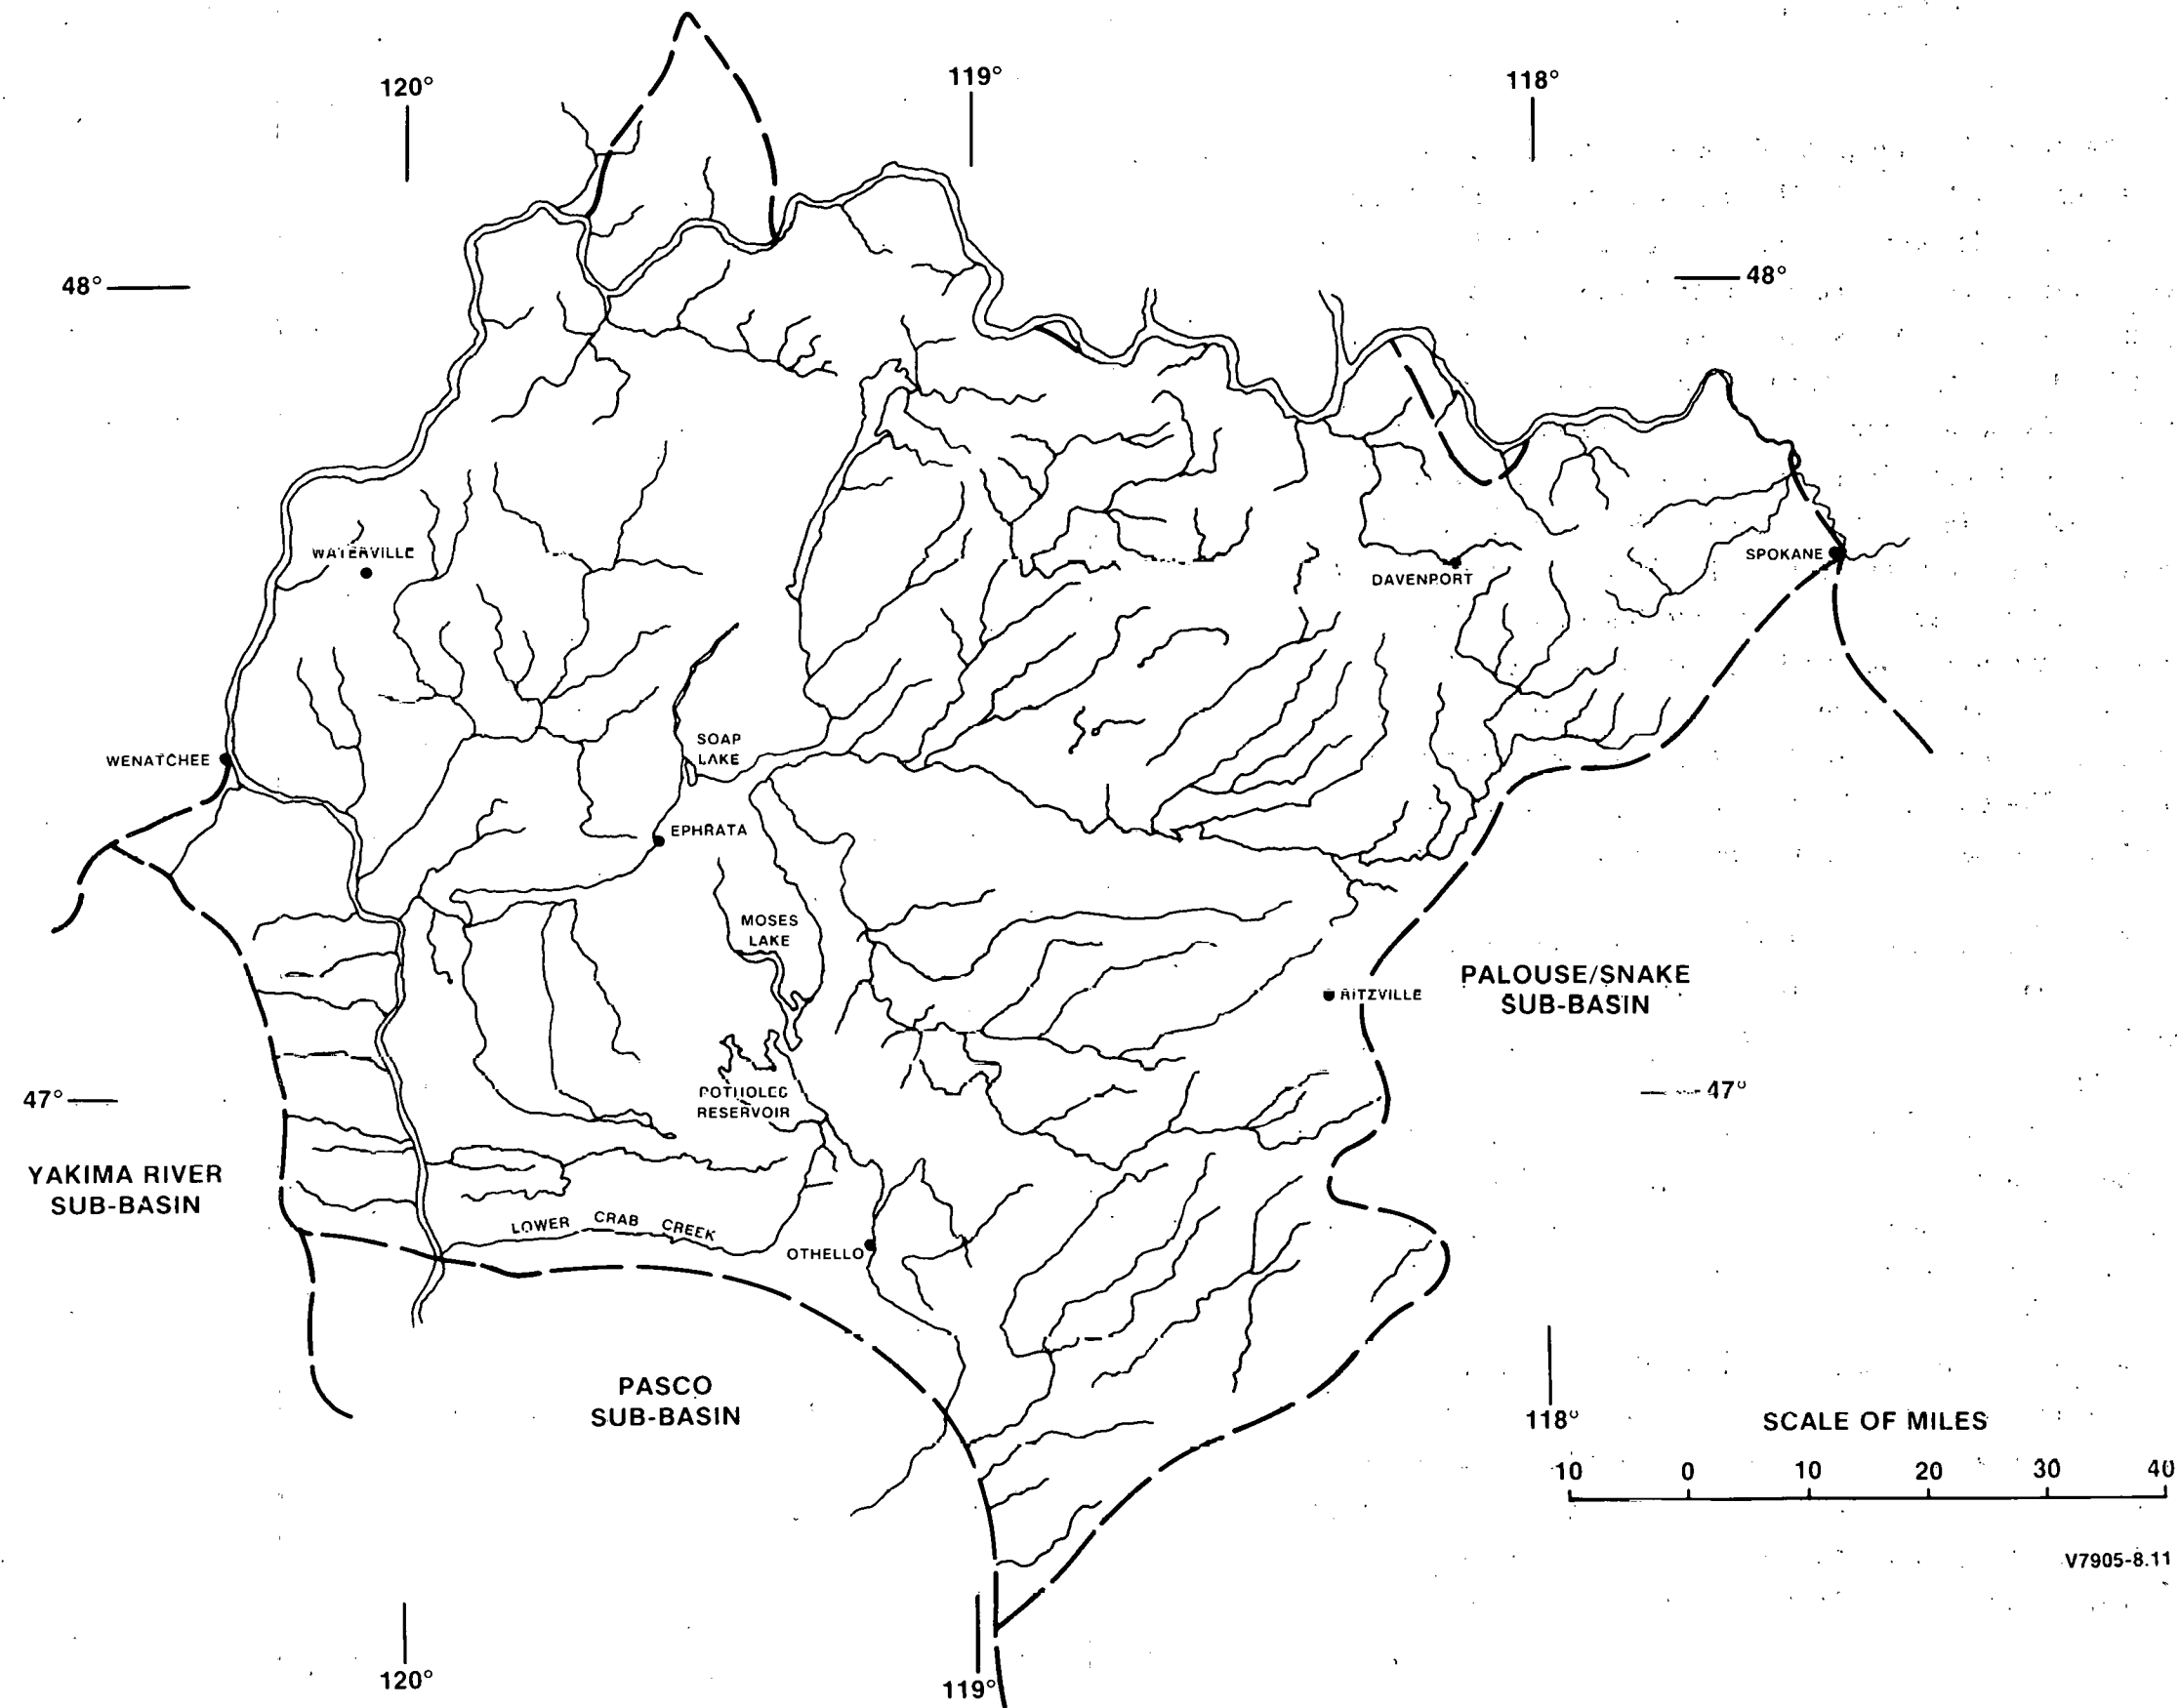 120°
119°
118°
48°
48°
WATERVILLE
SPOKANE
DAVENPORT
SOAP
LAKE
WENATCHEE
EPHRATA
MOSES
LAKE
PALOUSE/SNAKE
SUB-BASIN
RITZVILLE
47°
47°
POTHOLES
RESERVOIR
YAKIMA RIVER
SUB-BASIN
LOWER CRAB CREEK
OTHELLO
PASCO
SUB-BASIN
118°
SCALE OF MILES
10 0 10 20 30 40
V7905-8.11
120°
119°